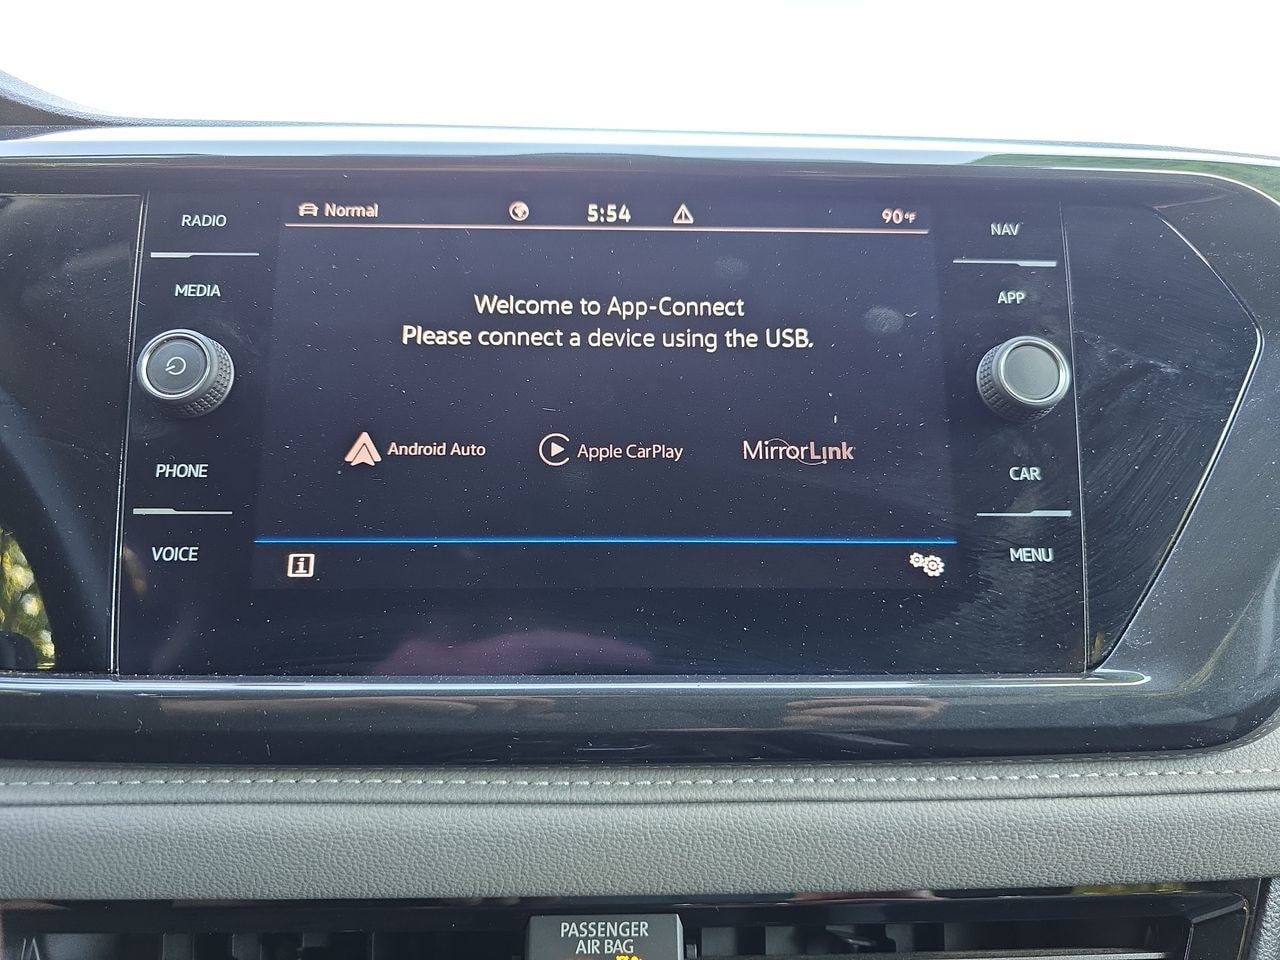 RADIO
MEDIA
PHONE
VOICE
Normal
5:54
90°F
Welcome to App-Connect
Please connect a device using the USB.
Android Auto
Apple CarPlay
MirrorLink
i
NAV
APP
CAR
MENU
PASSENGER
AIR BAG